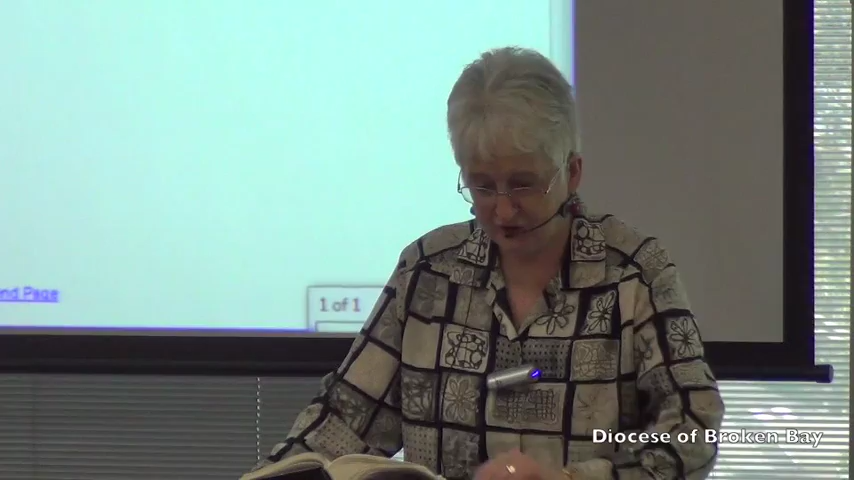 nd Page
1 of 1
Diocese of Broken Bay